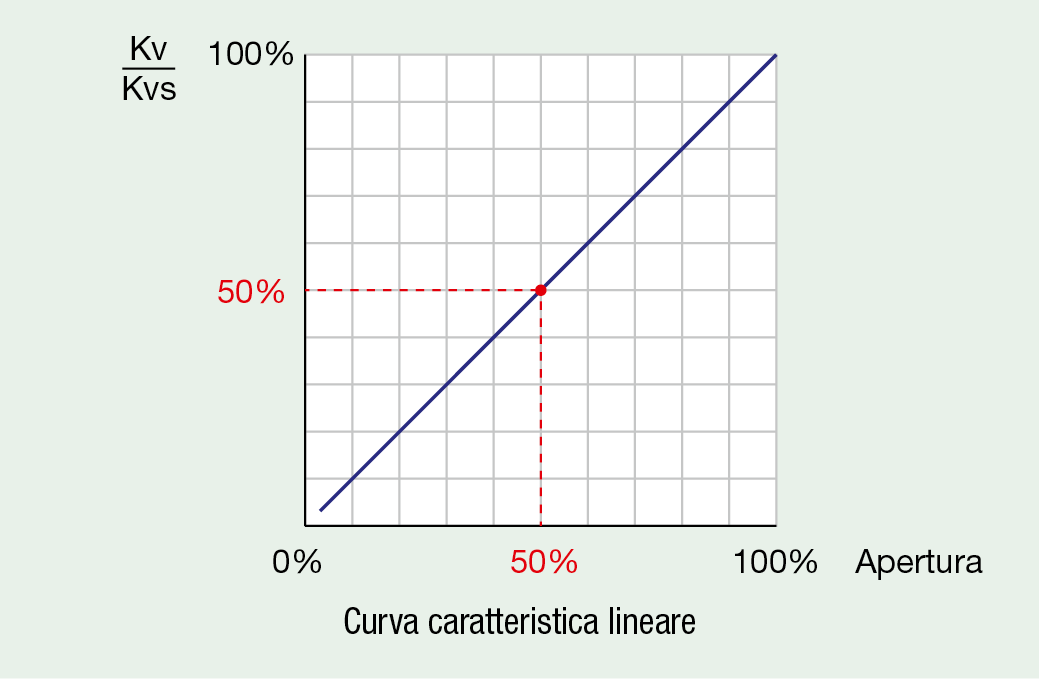 Kv
Kvs
100%
50%
0%
50%
100%
Apertura
Curva caratteristica lineare